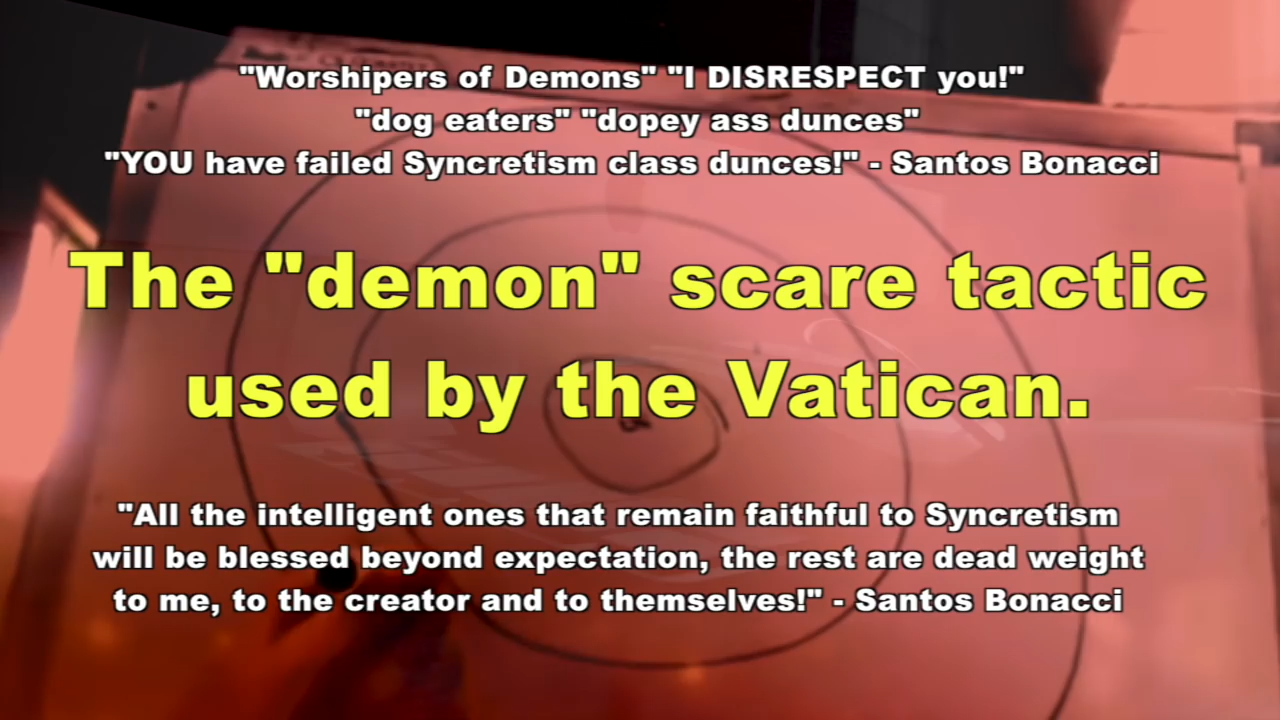 "Worshipers of Demons" "I DISRESPECT you!"
"dog eaters" "dopey ass dunces"
"YOU have failed Syncretism class dunces!" - Santos Bonacci
The "demon" scare tactic
used by the Vatican.
"All the intelligent ones that remain faithful to Syncretism
will be blessed beyond expectation, the rest are dead weight
to me, to the creator and to themselves!" - Santos Bonacci